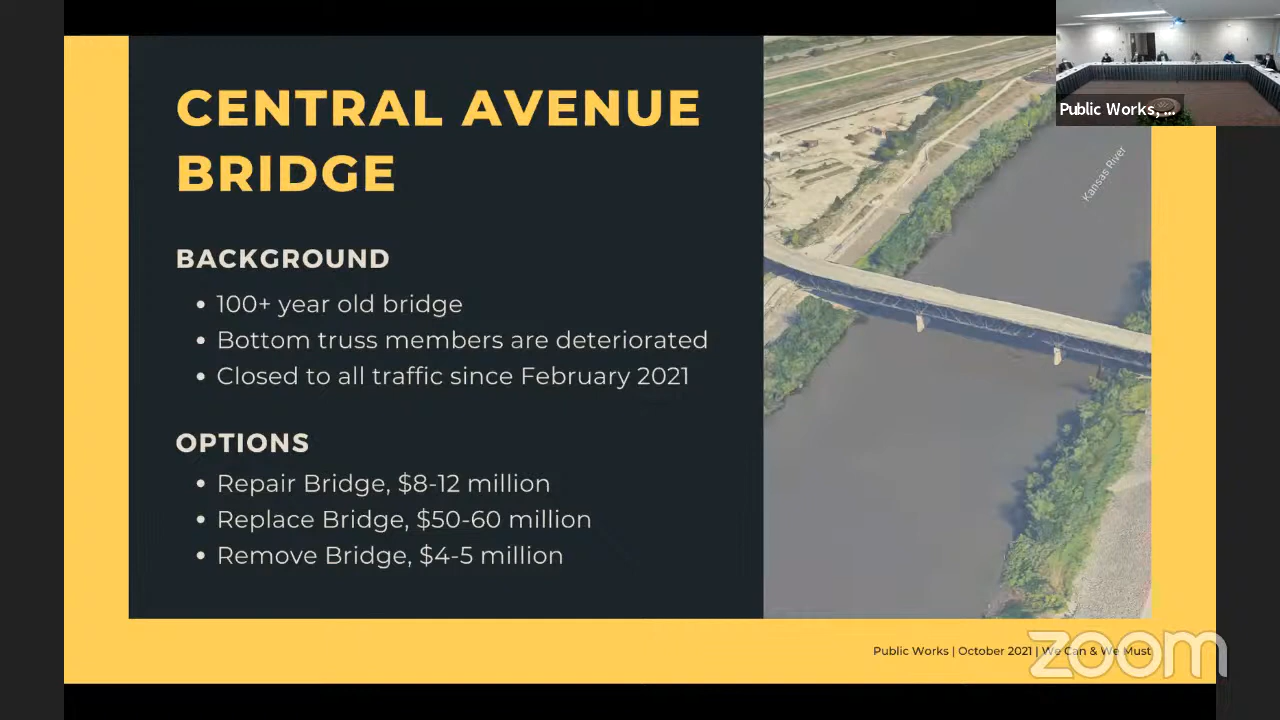 CENTRAL AVENUE
BRIDGE
BACKGROUND
• 100+ year old bridge
• Bottom truss members are deteriorated
• Closed to all traffic since February 2021
OPTIONS
• Repair Bridge, $8-12 million
• Replace Bridge, $50-60 million
• Remove Bridge, $4-5 million
Kansas River
Public Works, ...
Public Works | October 2021 | We Can & We Must
zoom